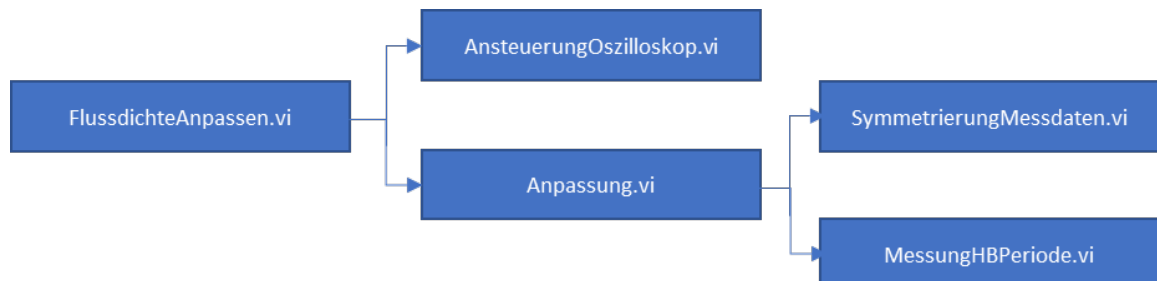 FlussdichteAnpassen.vi
AnsteuerungOszilloskop.vi
Anpassung.vi
SymmetrierungMessdaten.vi
MessungHBPeriode.vi